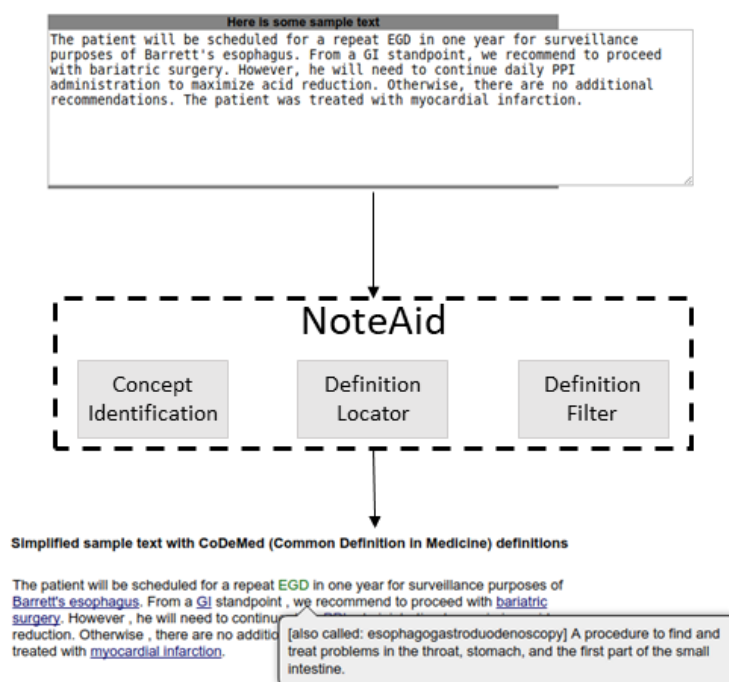 Here is some sample text
The patient will be scheduled for a repeat EGD in one year for surveillance
purposes of Barrett's esophagus. From a GI standpoint, we recommend to proceed
with bariatric surgery. However, he will need to continue daily PPI
administration to maximize acid reduction. Otherwise, there are no additional
recommendations. The patient was treated with myocardial infarction.
NoteAid
Concept
Identification
Definition
Locator
Definition
Filter
Simplified sample text with CoDeMed (Common Definition in Medicine) definitions
The patient will be scheduled for a repeat EGD in one year for surveillance purposes of
Barrett's esophagus. From a GI standpoint , we recommend to proceed with bariatric
surgery. However , he will need to continu
reduction. Otherwise , there are no additio
treated with myocardial infarction.
[also called: esophagogastroduodenoscopy] A procedure to find and
treat problems in the throat, stomach, and the first part of the small
intestine.